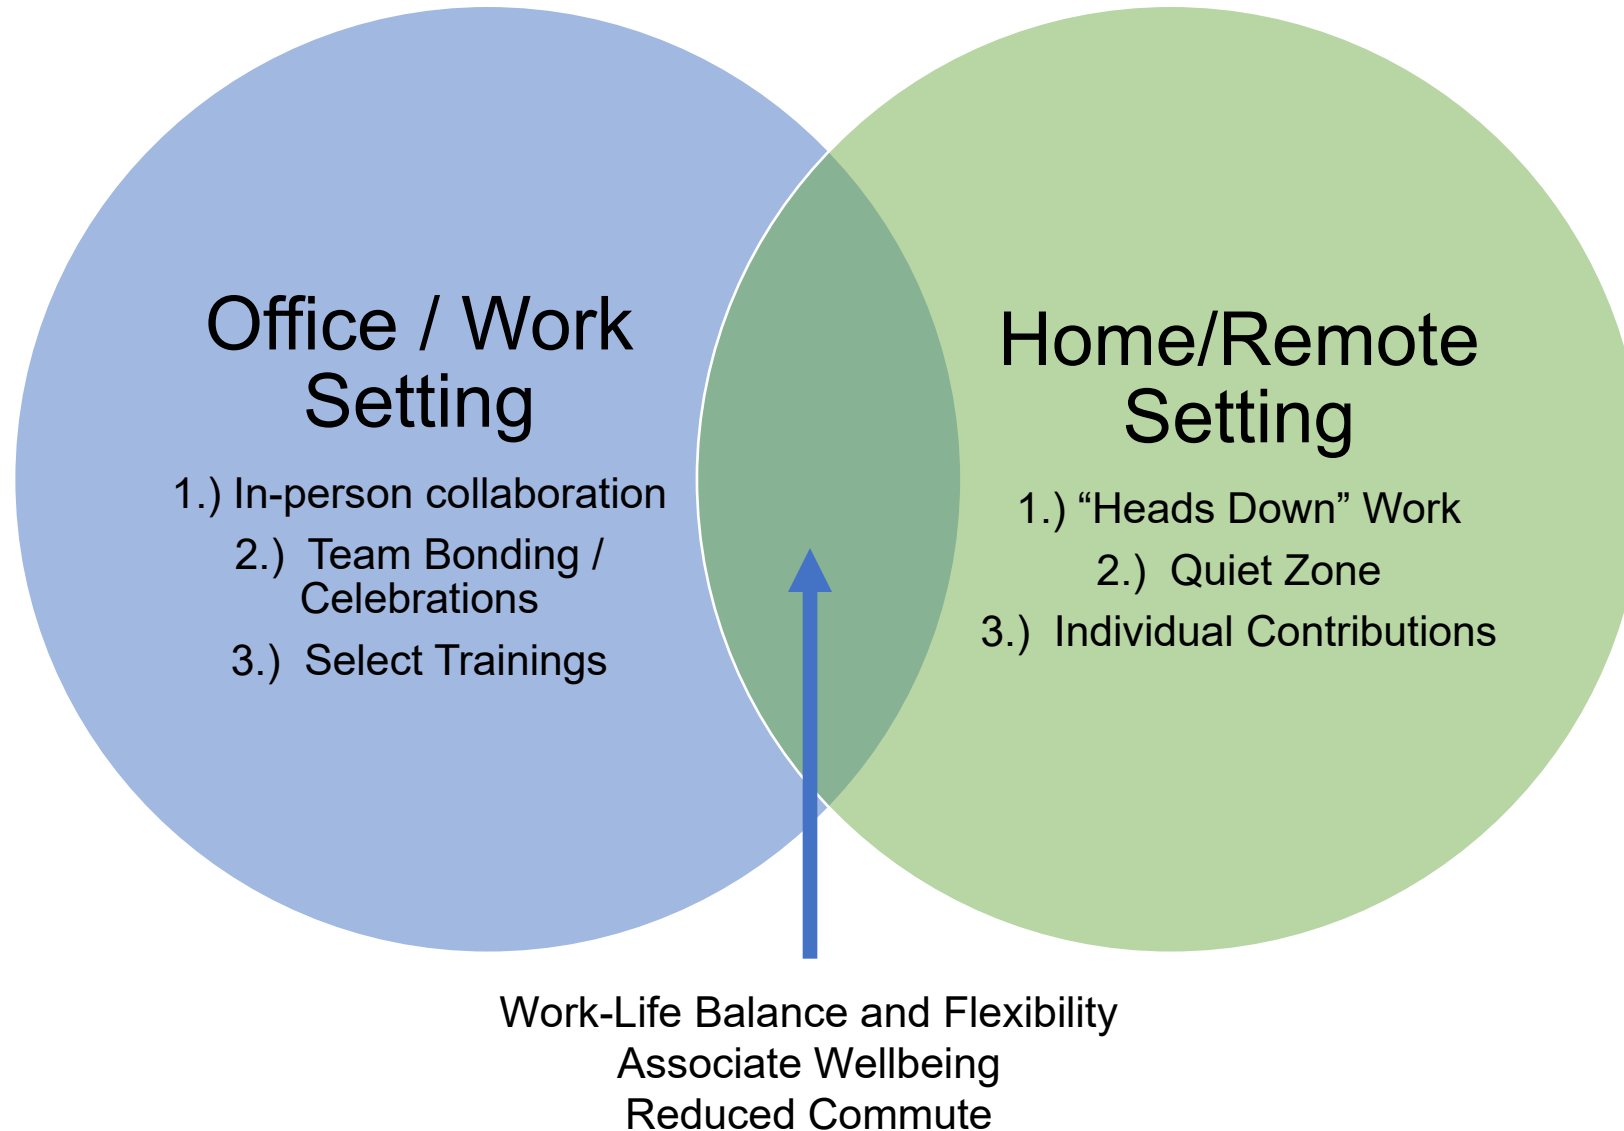 Office / Work
Setting
1.) In-person collaboration
2.) Team Bonding /
Celebrations
3.) Select Trainings
Home/Remote
Setting
1.) “Heads Down” Work
2.) Quiet Zone
3.) Individual Contributions
Work-Life Balance and Flexibility
Associate Wellbeing
Reduced Commute